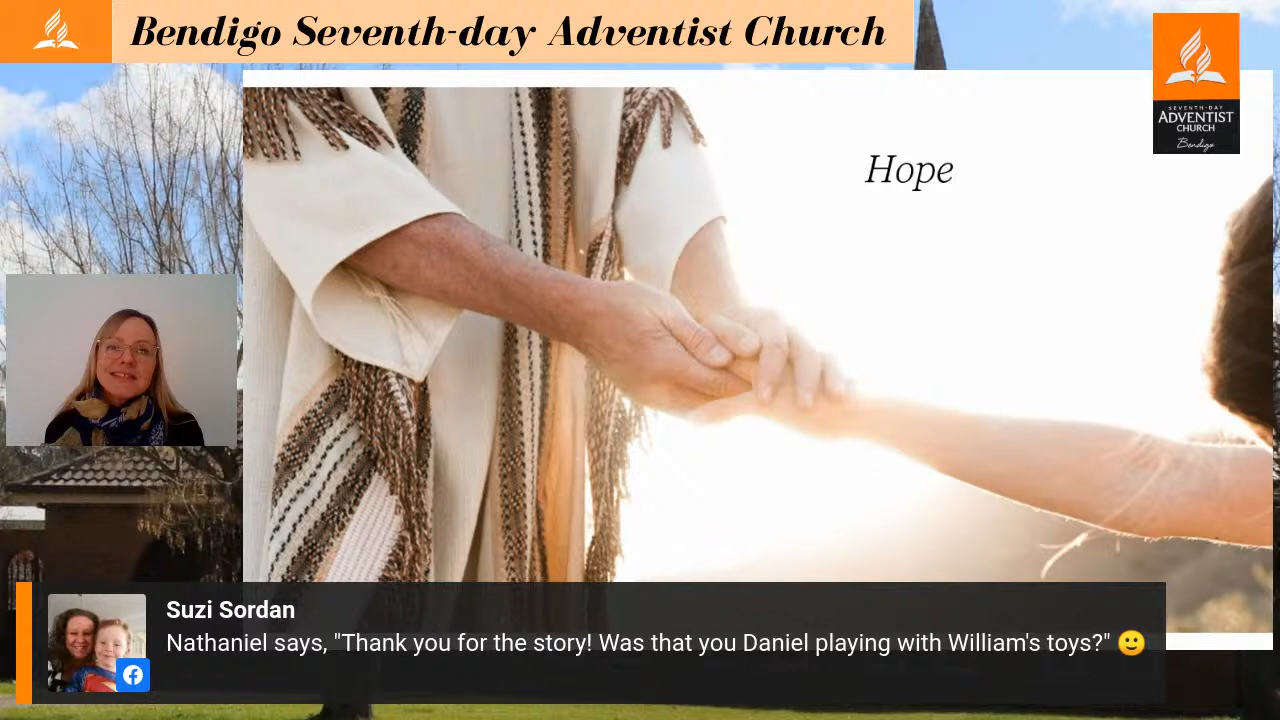 Bendigo Seventh-day Adventist Church
SEVENTH-DAY
ADVENTIST
CHURCH
Bendigo
Hope
Suzi Sordan
Nathaniel says, "Thank you for the story! Was that you Daniel playing with William's toys?" 🙂